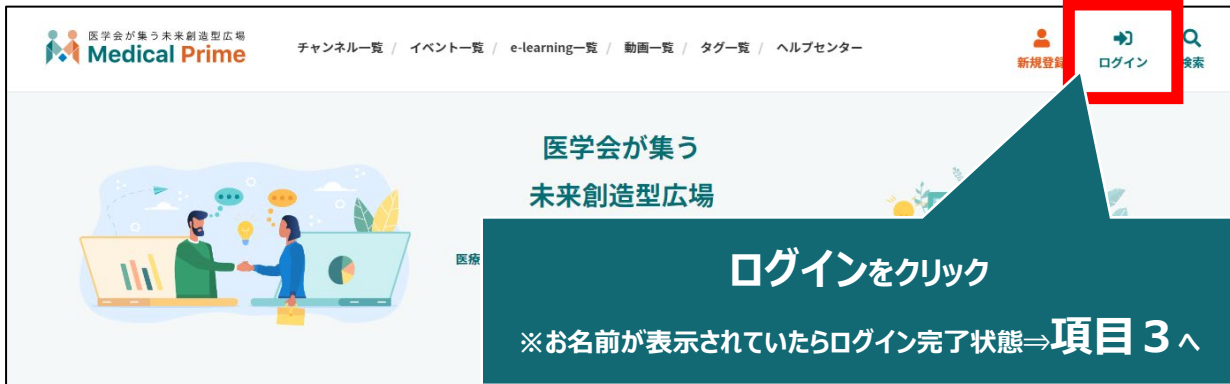 医学会が集う未来創造型広場
Medical Prime
チャンネル一覧 / イベント一覧 / e-learning一覧 / 動画一覧 / タグ一覧 / ヘルプセンター
新規登録
ログイン
検索
医学会が集う
未来創造型広場
医療
ログインをクリック
※お名前が表示されていたらログイン完了状態⇒項目3へ